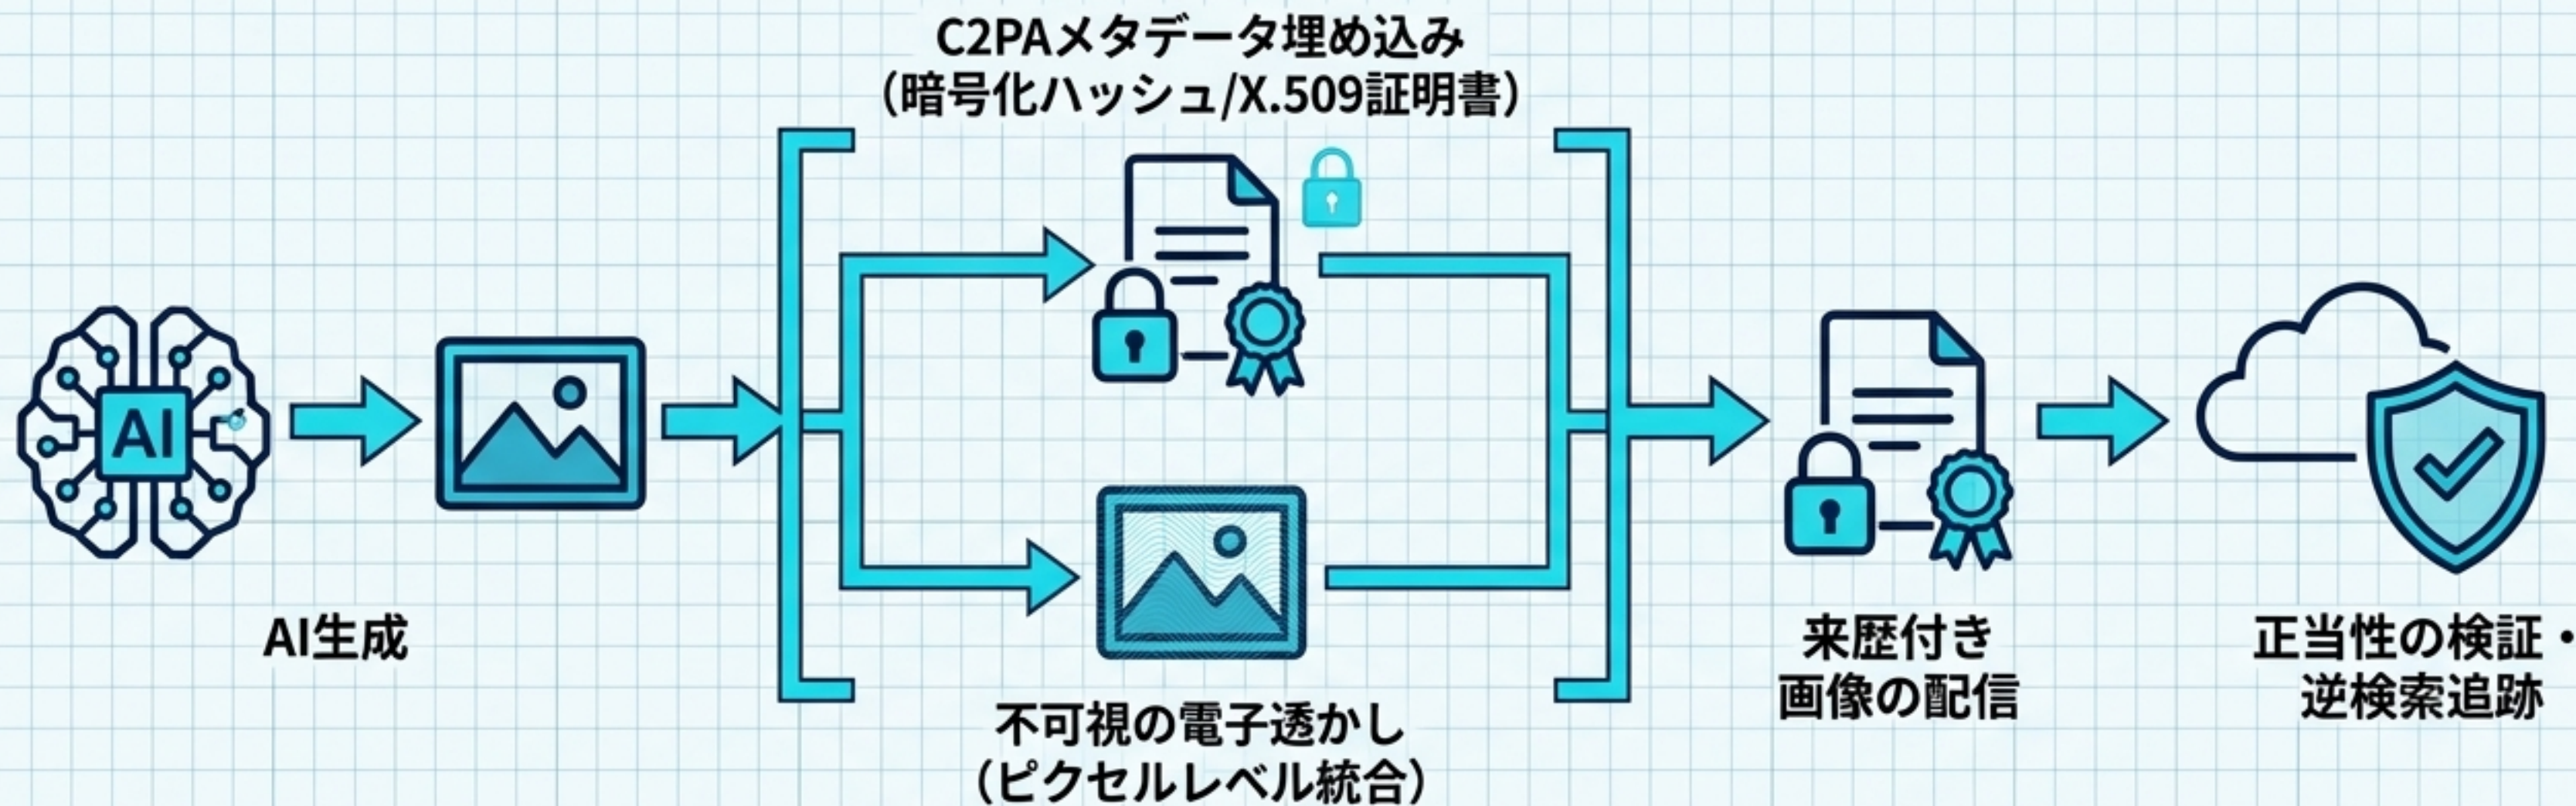 C2PAメタデータ埋め込み
（暗号化ハッシュ/X.509証明書）
AI
AI生成
不可視の電子透かし
（ピクセルレベル統合）
来歴付き
画像の配信
正当性の検証・
逆検索追跡